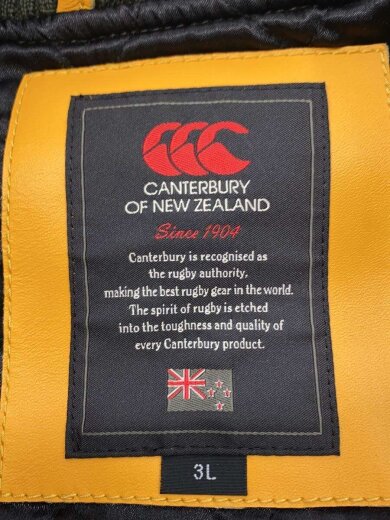 CANTERBURY
OF NEW ZEALAND
Since 1904
Canterbury is recognised as
the rugby authority,
making the best rugby gear in the world.
The spirit of rugby is etched
into the toughness and quality of
every Canterbury product.
3L